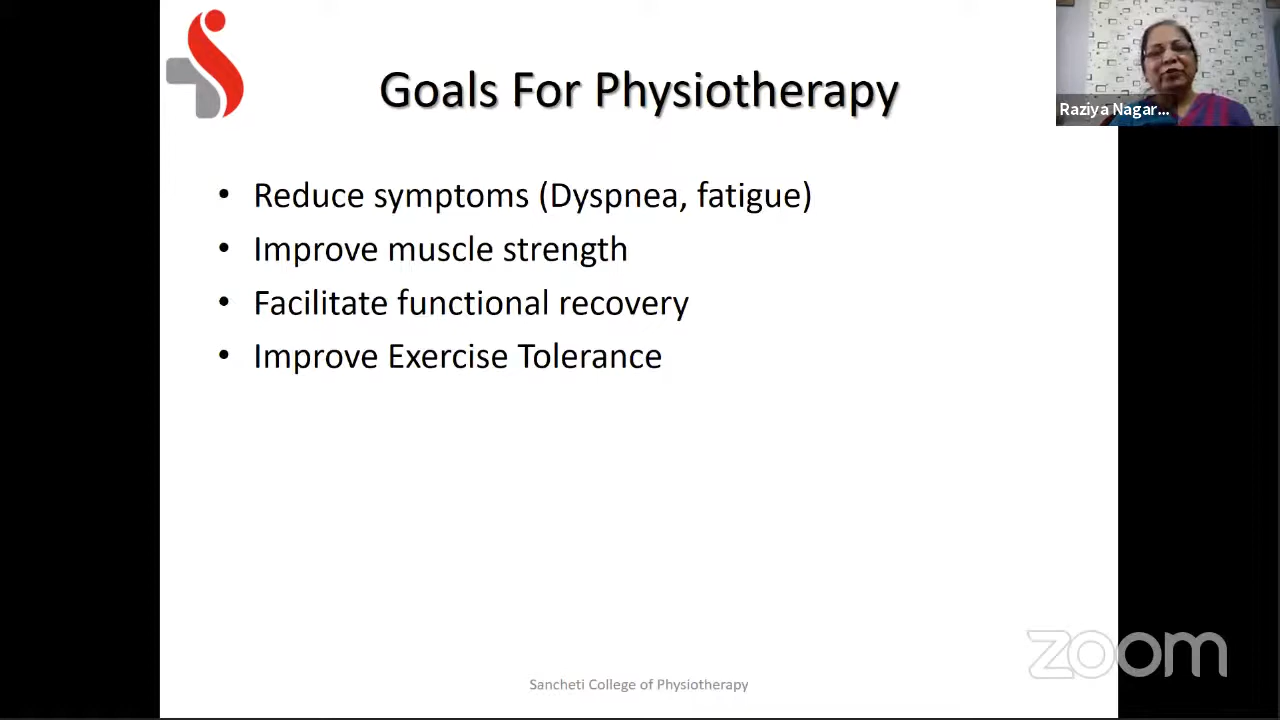 Goals For Physiotherapy
Raziya Nagar...
• Reduce symptoms (Dyspnea, fatigue)
• Improve muscle strength
• Facilitate functional recovery
• Improve Exercise Tolerance
zoom
Sancheti College of Physiotherapy